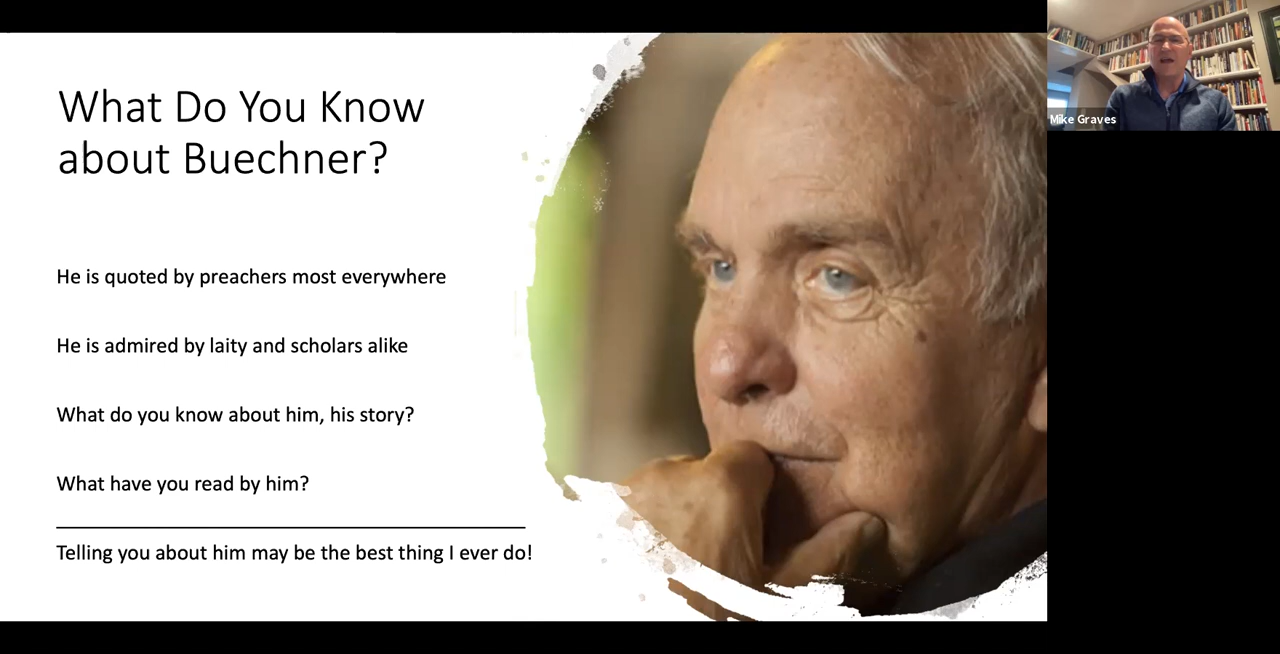 What Do You Know
about Buechner?
He is quoted by preachers most everywhere
He is admired by laity and scholars alike
What do you know about him, his story?
What have you read by him?
Telling you about him may be the best thing I ever do!
Mike Graves